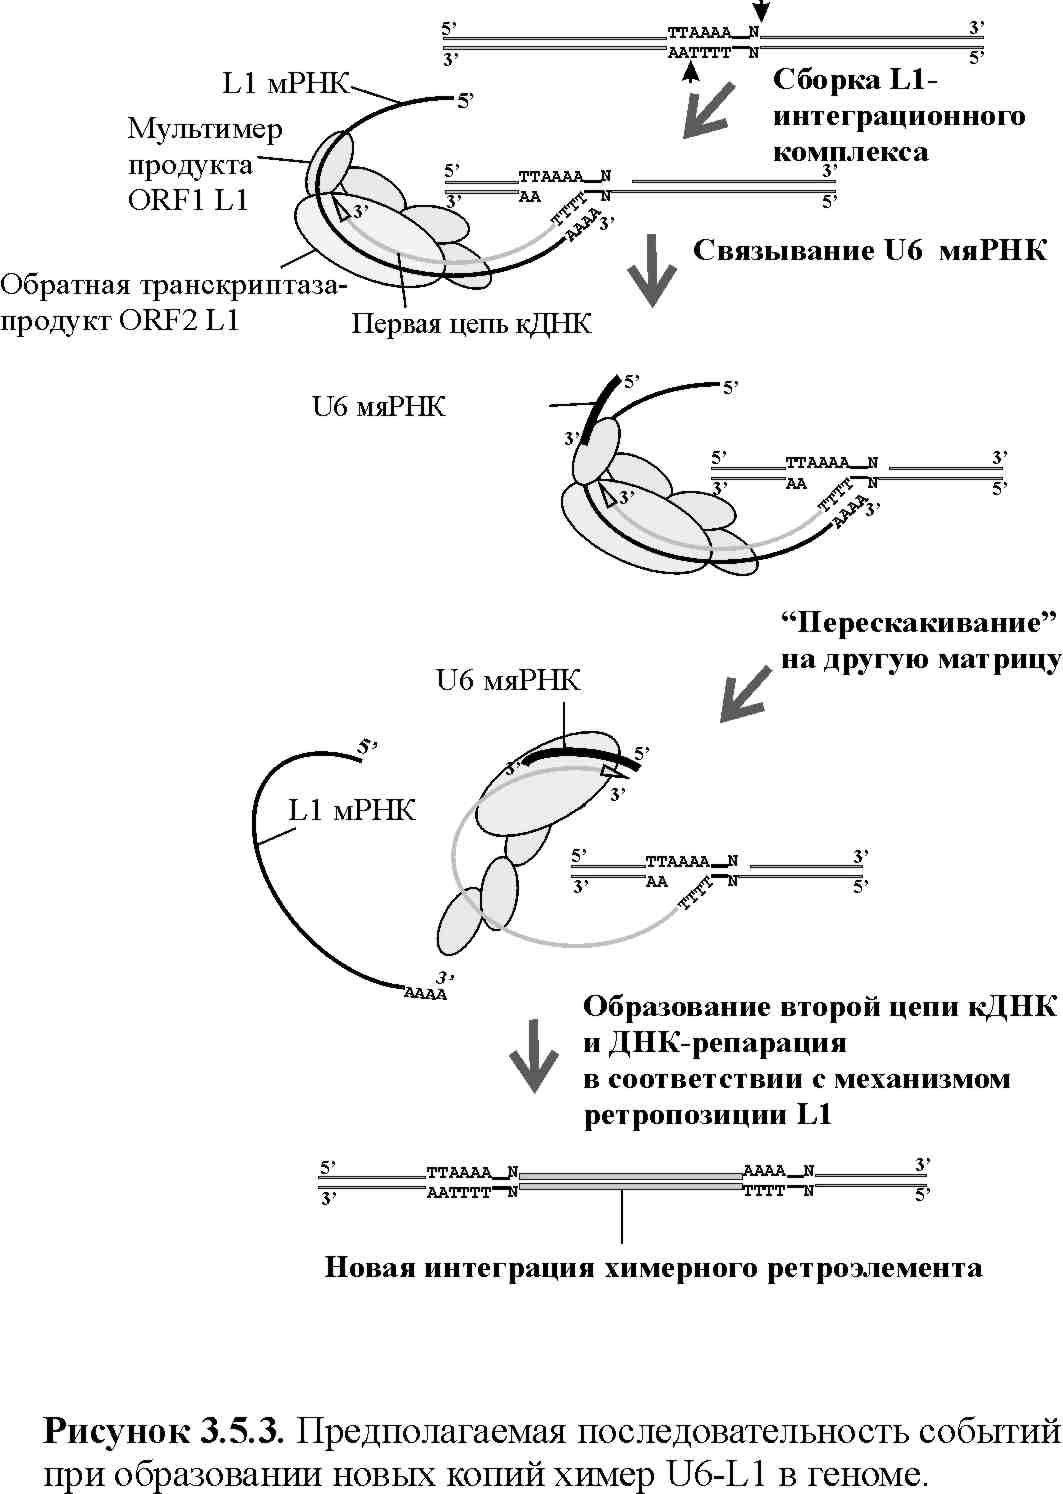 5’ TTAAAA N 3’
3’ AATTTT N 5’
Сборка L1-
интеграционного
комплекса
L1 мРНК 5’
Мультимер
продукта
ORF1 L1
5’ TTAAAA N 3’
3’ AA TTTT N 5’
AAAA 3’
3’
Обратная транскриптаза-
продукт ORF2 L1
Первая цепь кДНК
Связывание U6 мяРНК
U6 мяРНК
5’ 5’
3’
5’ TTAAAA N 3’
3’ AA TTTT N 5’
AAAA 3’
3’
“Перескакивание”
на другую матрицу
U6 мяРНК
3’ 5’
3’
L1 мРНК
5’ TTAAAA N 3’
3’ AA TTTT N 5’
3’
AAAA
Образование второй цепи кДНК
и ДНК-репарация
в соответствии с механизмом
ретропозиции L1
5’ TTAAAA N AAAA N 3’
3’ AATTTT N TTTT N 5’
Новая интеграция химерного ретроэлемента
Рисунок 3.5.3. Предполагаемая последовательность событий
при образовании новых копий химер U6-L1 в геноме.